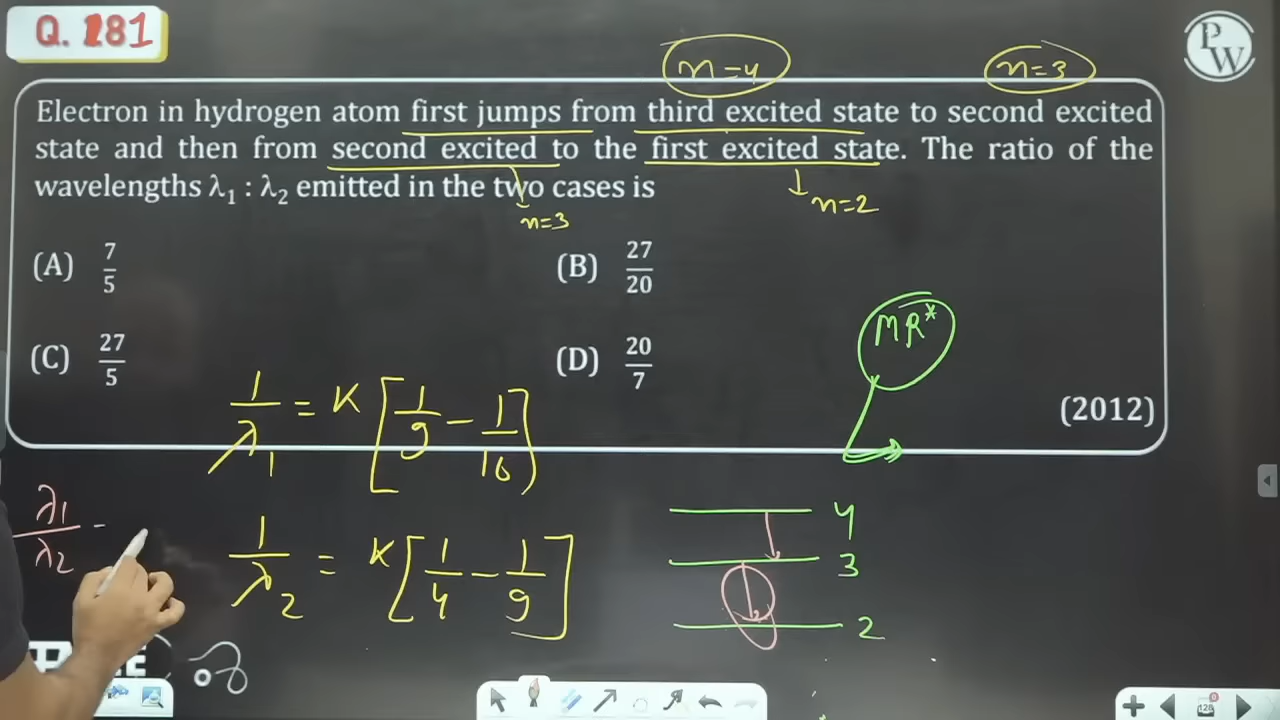 Q. 181
PW
n=4
n=3
Electron in hydrogen atom first jumps from third excited state to second excited
state and then from second excited to the first excited state. The ratio of the
wavelengths λ₁ : λ₂ emitted in the two cases is
n=3
n=2
(A) 7/5
(B) 27/20
(C) 27/5
(D) 20/7
(2012)
MR*
1/λ₁ = K[1/9 - 1/16]
λ₁/λ₂ =
1/λ₂ = K[1/4 - 1/9]
4
3
2
128